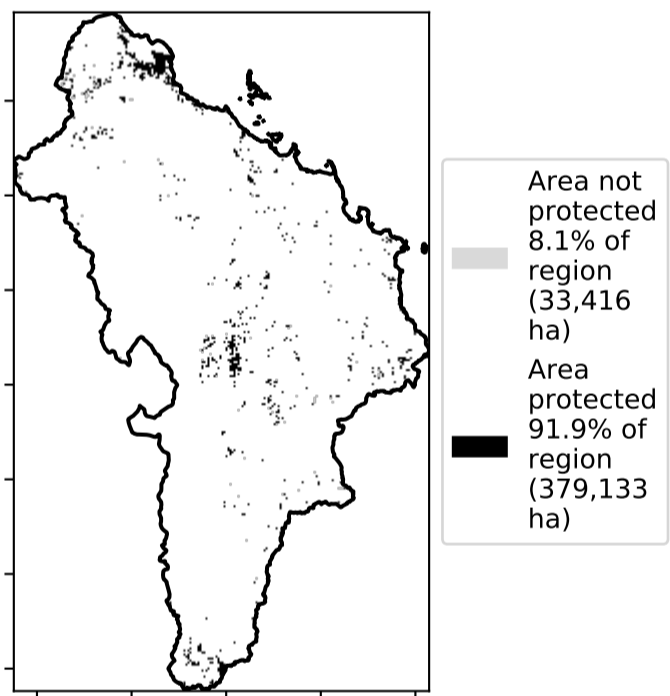 Area not
protected
8.1% of
region
(33,416
ha)
Area
protected
91.9% of
region
(379,133
ha)